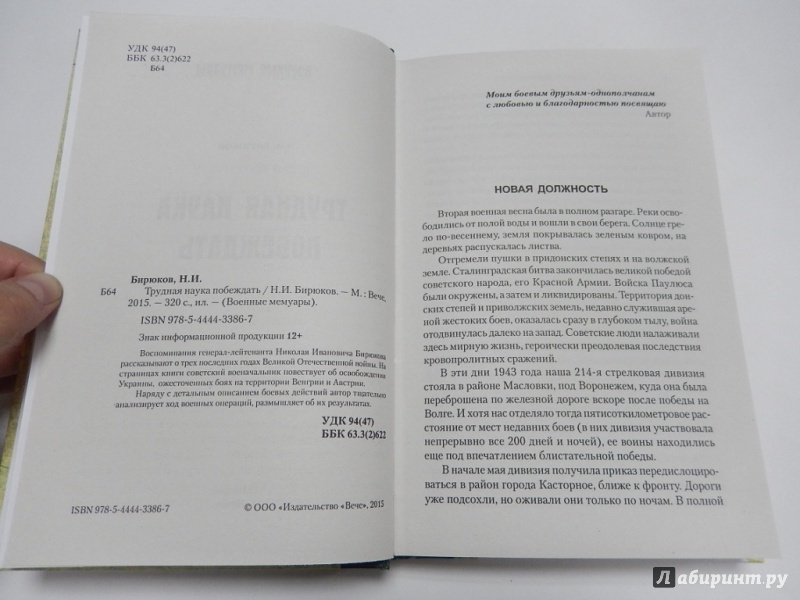 УДК 94(47)
ББК 63.3(2)622
Б64
Бирюков, Н.И.
Б64 Трудная наука побеждать / Н.И. Бирюков. — М. : Вече,
2015. — 320 с., ил. — (Военные мемуары).
ISBN 978-5-4444-3386-7
Знак информационной продукции 12+
Воспоминания генерал-лейтенанта Николая Ивановича Бирюкова
рассказывают о трех последних годах Великой Отечественной войны. На
страницах книги советский военачальник повествует об освобождении
Украины, ожесточенных боях на территории Венгрии и Австрии.
Наряду с детальным описанием боевых действий автор тщательно
анализирует ход военных операций, размышляет об их результатах.
УДК 94(47)
ББК 63.3(2)622
ISBN 978-5-4444-3386-7
© ООО «Издательство «Вече», 2015
Моим боевым друзьям-однополчанам
с любовью и благодарностью посвящаю
Автор
НОВАЯ ДОЛЖНОСТЬ
Вторая военная весна была в полном разгаре. Реки осво-
бодились от полой воды и вошли в свои берега. Солнце гре-
ло по-весеннему, земля покрывалась зеленым ковром, на
деревьях распускалась листва.
Отгремели пушки в придонских степях и на волжской
земле. Сталинградская битва закончилась великой победой
советского народа, его Красной Армии. Войска Паулюса
были окружены, а затем и ликвидированы. Территория дон-
ских степей и приволжских земель, недавно служившая аре-
ной жестоких боев, оказалась сразу в глубоком тылу, война
отодвинулась далеко на запад. Советские люди налаживали
здесь мирную жизнь, героически преодолевая последствия
кровопролитных сражений.
В эти дни 1943 года наша 214-я стрелковая дивизия
стояла в районе Масловки, под Воронежем, куда она была
переброшена по железной дороге вскоре после победы на
Волге. И хотя нас отделяло тогда пятисоткилометровое рас-
стояние от мест недавних боев (в них дивизия участвовала
непрерывно все 200 дней и ночей), ее воины находились
еще под впечатлением блистательной победы.
В начале мая дивизия получила приказ передислоциро-
ваться в район города Касторное, ближе к фронту. Дороги
уже подсохли, но оживали они только по ночам. В полной
Лабиринт.ру